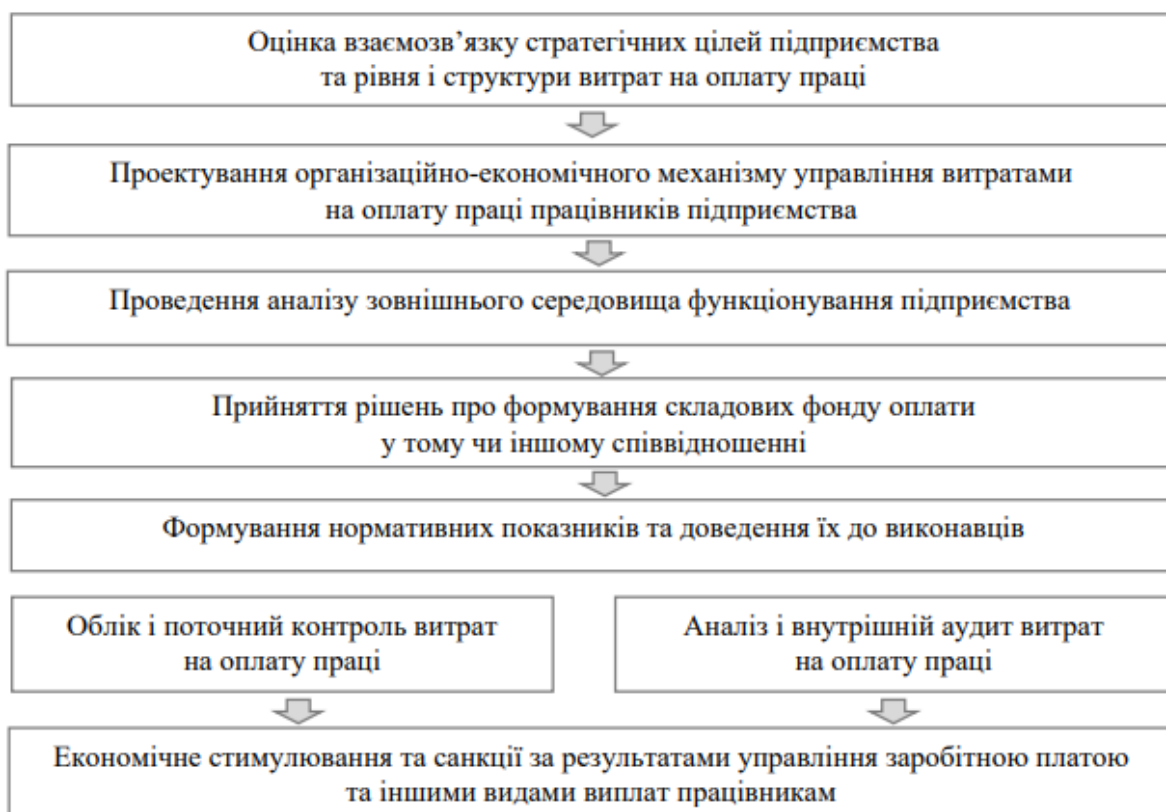 Оцінка взаємозв’язку стратегічних цілей підприємства
та рівня і структури витрат на оплату праці
Проектування організаційно-економічного механізму управління витратами
на оплату праці працівників підприємства
Проведення аналізу зовнішнього середовища функціонування підприємства
Прийняття рішень про формування складових фонду оплати
у тому чи іншому співвідношенні
Формування нормативних показників та доведення їх до виконавців
Облік і поточний контроль витрат
на оплату праці
Аналіз і внутрішній аудит витрат
на оплату праці
Економічне стимулювання та санкції за результатами управління заробітною платою
та іншими видами виплат працівникам